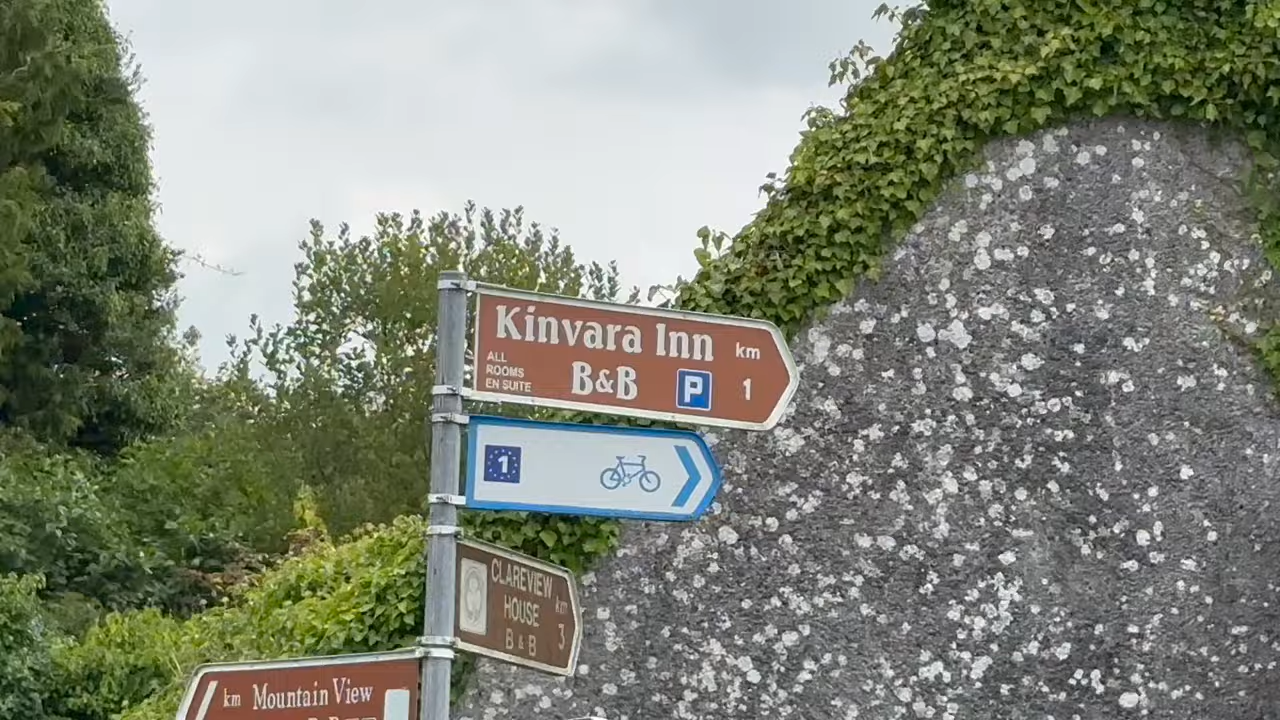 Kinvara Inn
km
ALL
ROOMS
EN SUITE
B&B
P
1
1
CLAREVIEW
HOUSE
km
B & B
3
km Mountain View